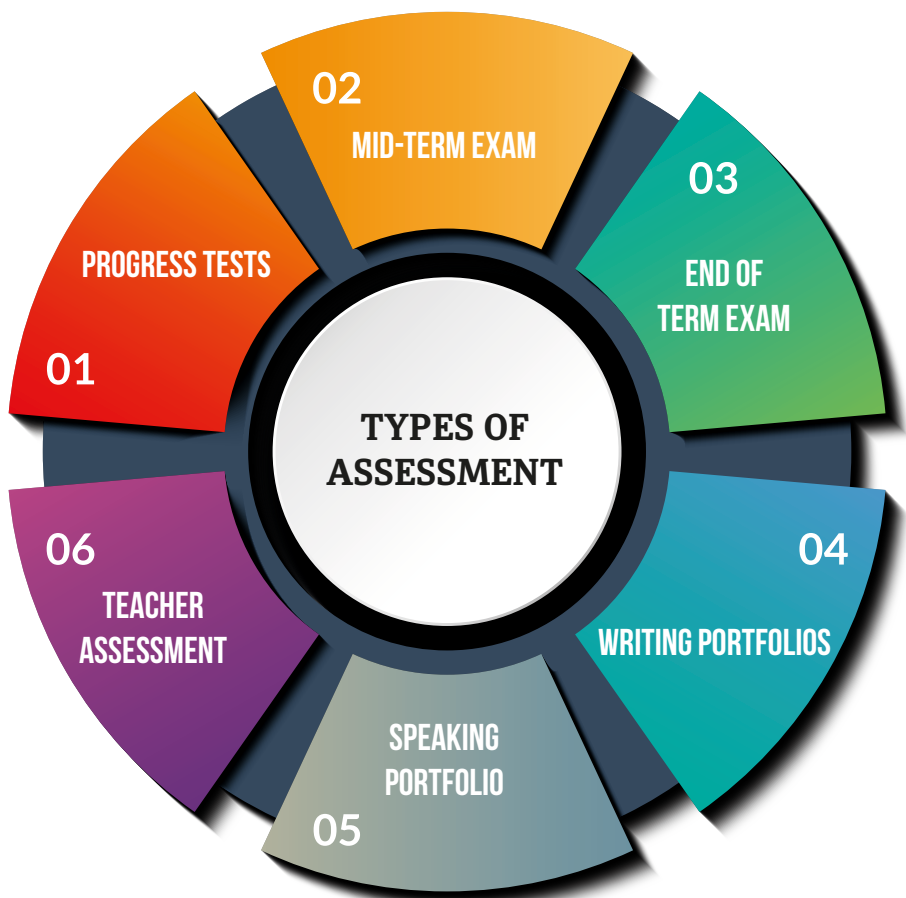 TYPES OF
ASSESSMENT
01
PROGRESS TESTS
02
MID-TERM EXAM
03
END OF
TERM EXAM
04
WRITING PORTFOLIOS
05
SPEAKING
PORTFOLIO
06
TEACHER
ASSESSMENT